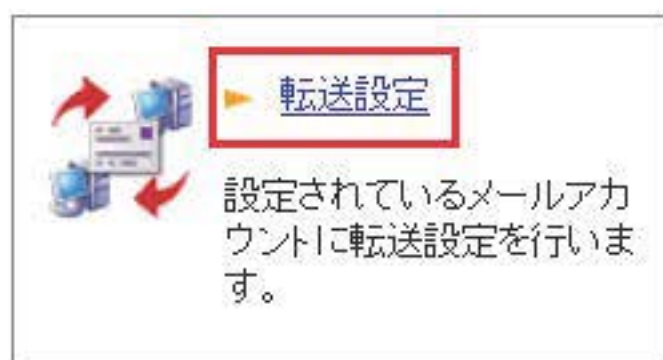 転送設定
設定されているメールアカ
ウントに転送設定を行いま
す。